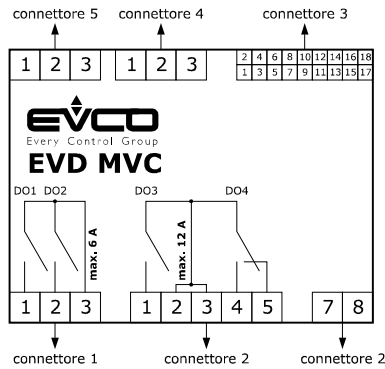 connettore 5 connettore 4 connettore 3
1 2 3 1 2 3 2 4 6 8 10 12 14 16 18
1 3 5 7 9 11 13 15 17
EVCO
Every Control Group
EVD MVC
DO1 DO2 DO3 DO4
max. 6 A max. 12 A
1 2 3 1 2 3 4 5 7 8
connettore 1 connettore 2 connettore 2